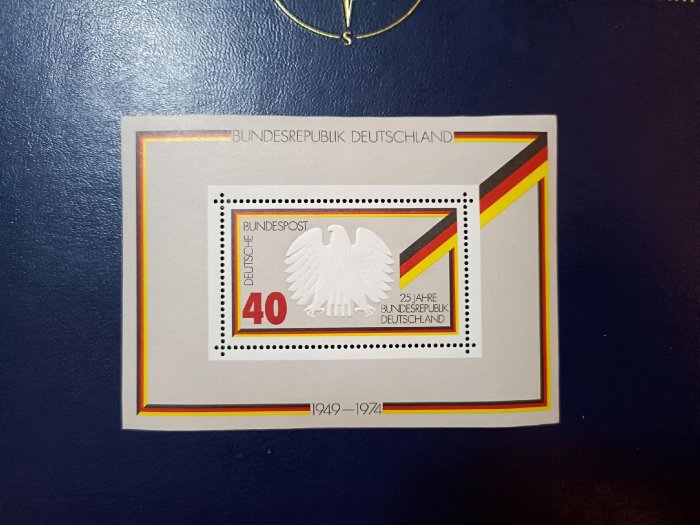 S
BUNDESREPUBLIK DEUTSCHLAND
DEUTSCHE
BUNDESPOST
40
25 JAHRE
BUNDESREPUBLIK
DEUTSCHLAND
1949–1974